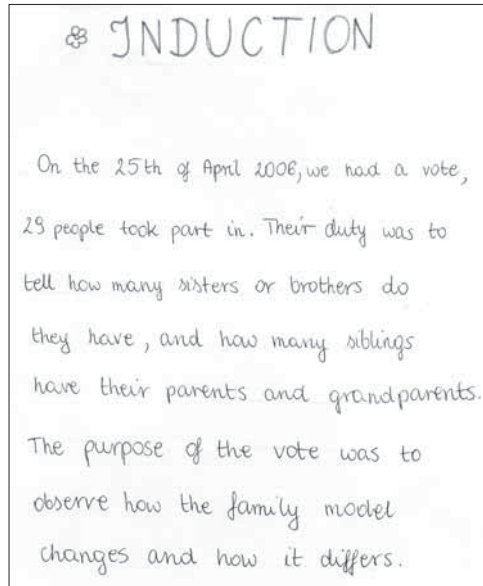 INDUCTION
On the 25th of April 2006, we had a vote,
29 people took part in. Their duty was to
tell how many sisters or brothers do
they have, and how many siblings
have their parents and grandparents.
The purpose of the vote was to
observe how the family model
changes and how it differs.